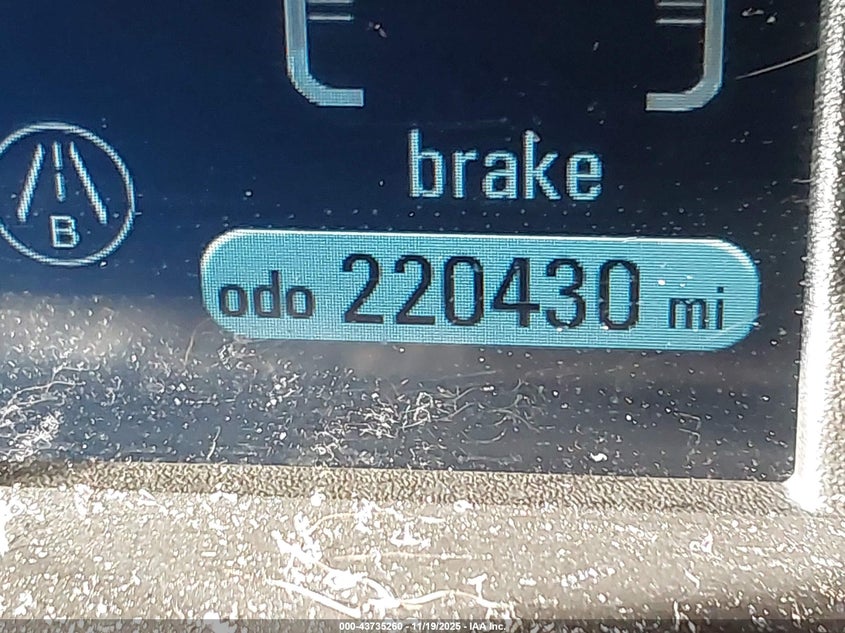 brake
B
odo 220430 mi
000-43735260 - 11/19/2025 - IAA Inc.